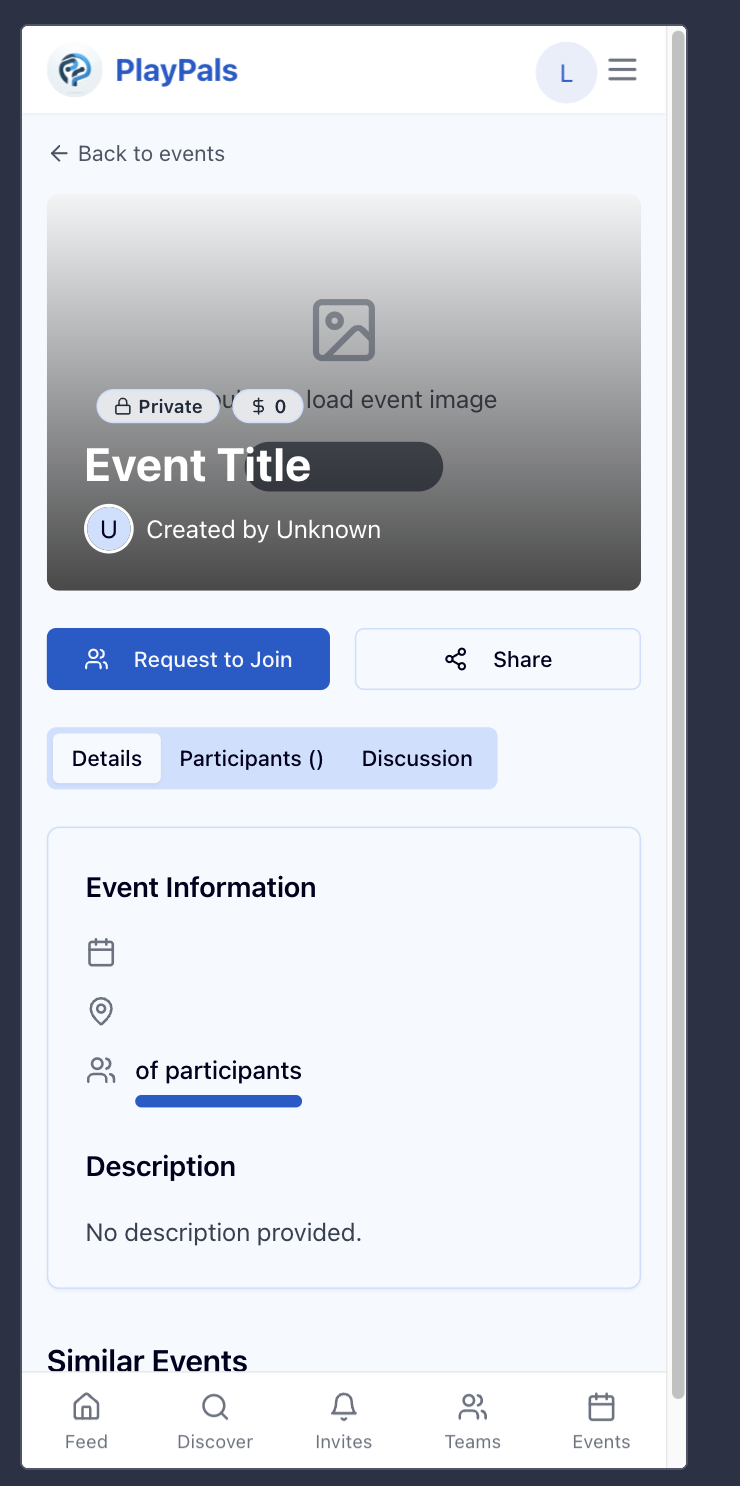 PlayPals
L
Back to events
load event image
Private
$ 0
Event Title
U
Created by Unknown
Request to Join
Share
Details
Participants ()
Discussion
Event Information
of participants
Description
No description provided.
Similar Events
Feed
Discover
Invites
Teams
Events